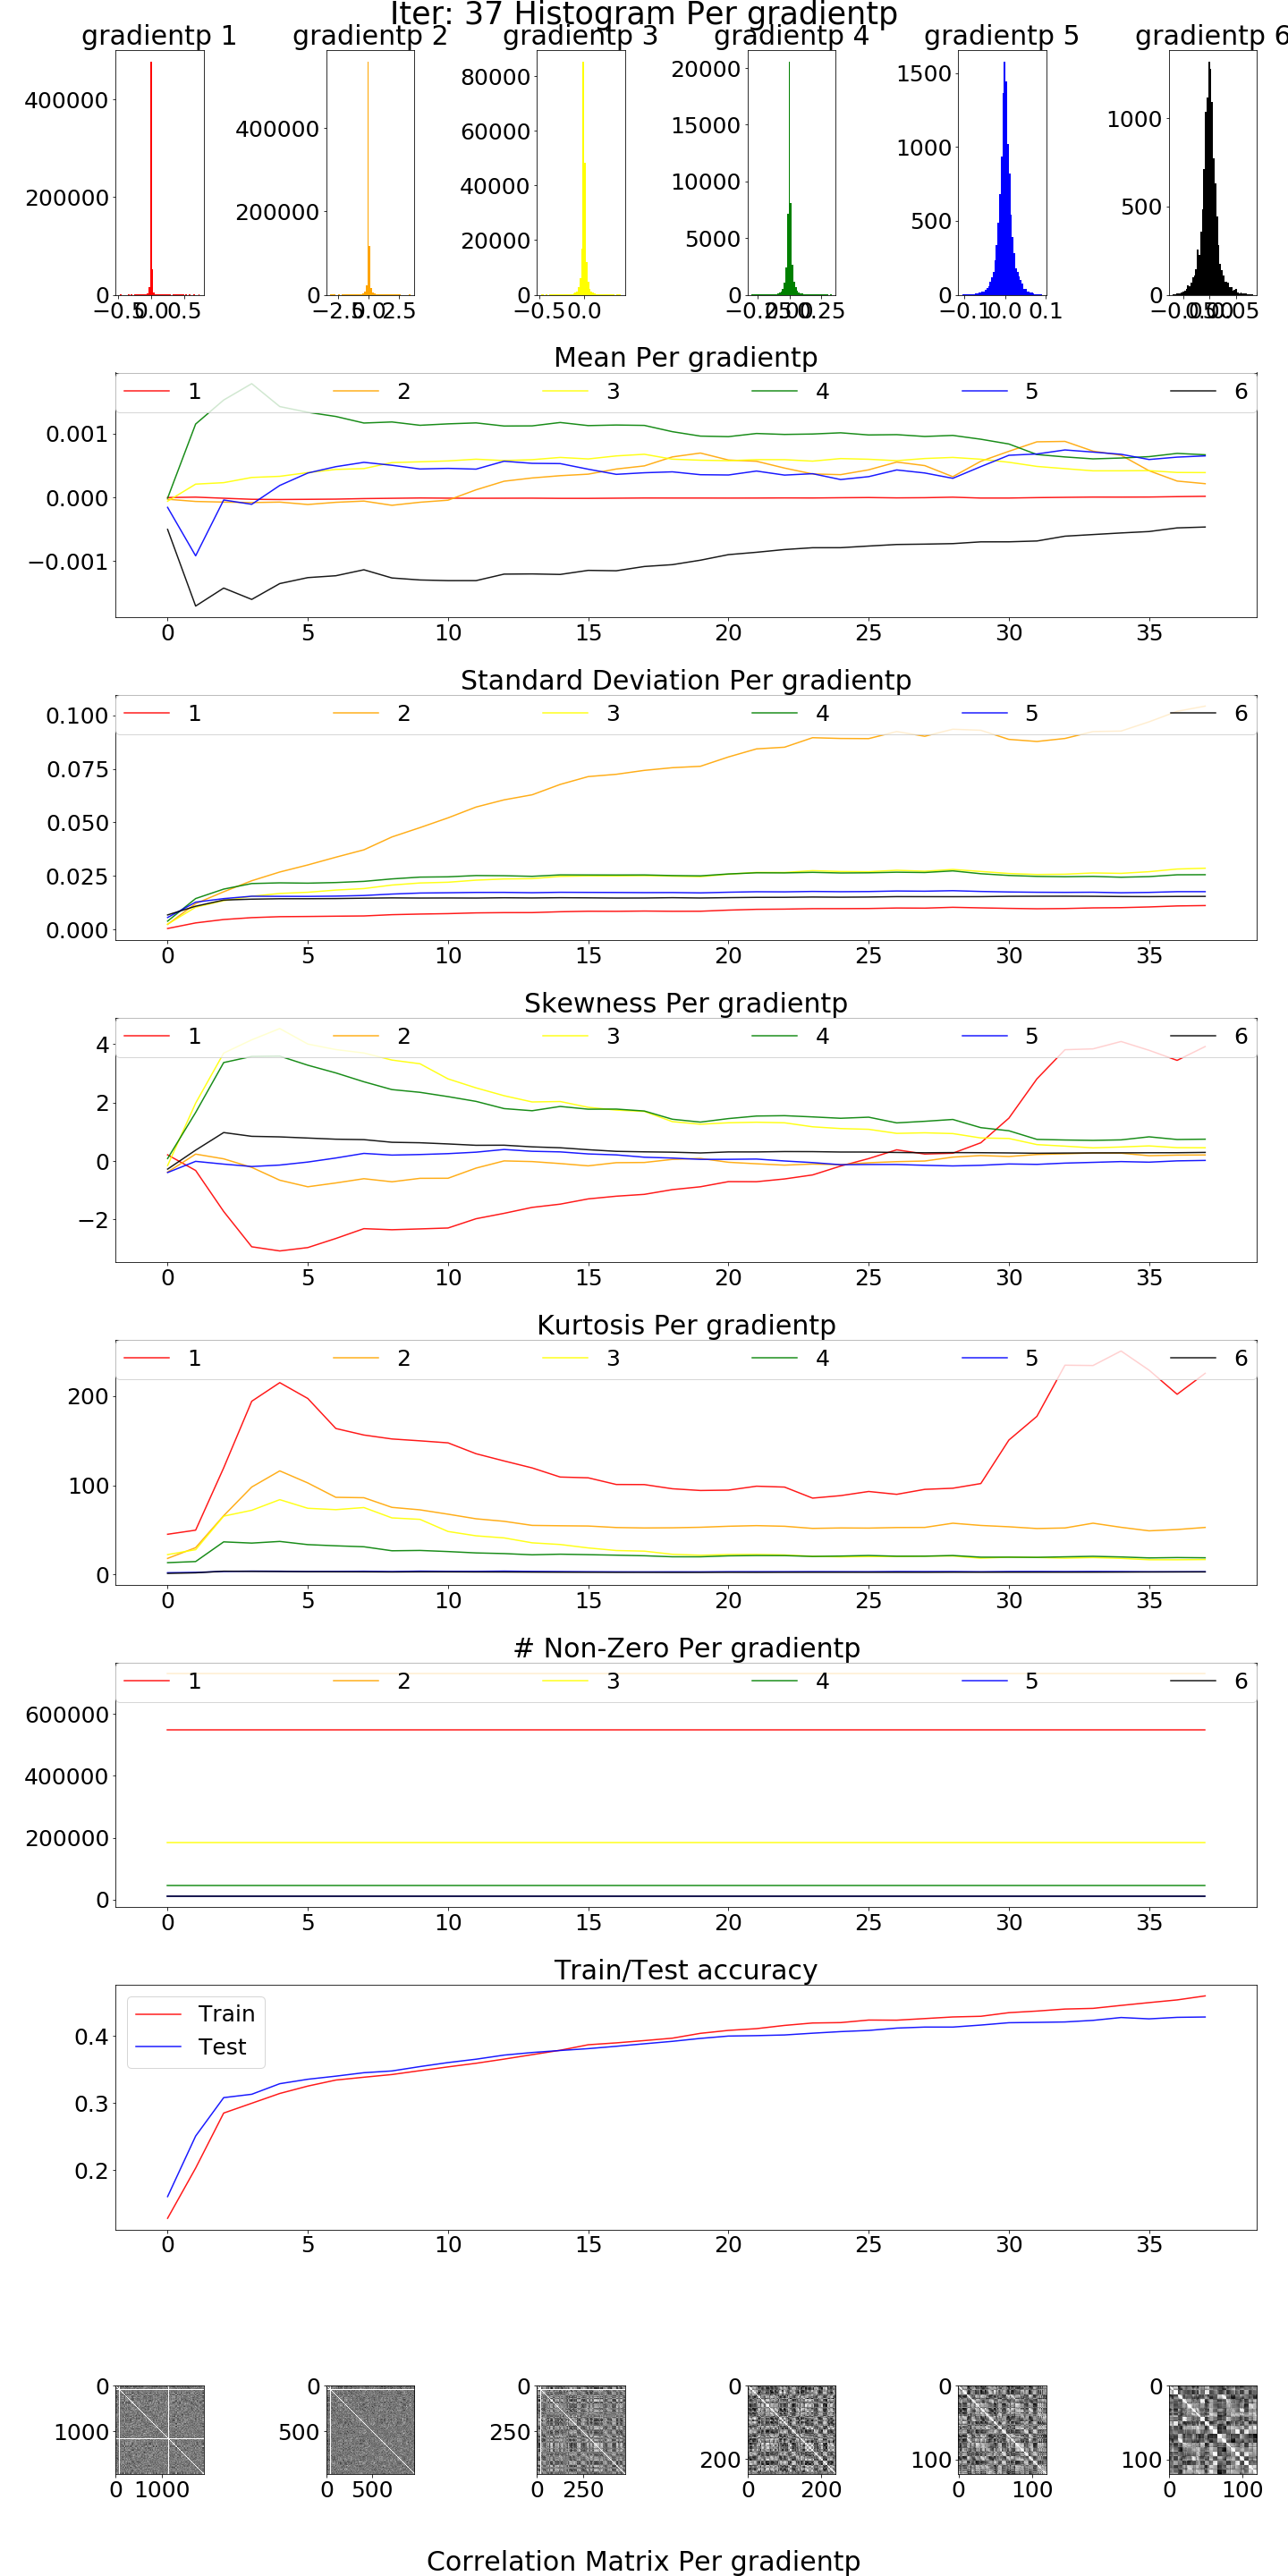 Iter: 37 Histogram Per gradientp
gradientp 1 gradientp 2 gradientp 3 gradientp 4 gradientp 5 gradientp 6
400000
200000
0
−0.5 0.0 0.5
400000
200000
0
−2.5 0.0 2.5
80000
60000
40000
20000
0
−0.5 0.0
20000
15000
10000
5000
0
−0.25 0.00 0.25
1500
1000
500
0
−0.1 0.0 0.1
1000
500
0
−0.05 0.00 0.05
Mean Per gradientp
1 2 3 4 5 6
0.001
0.000
−0.001
0 5 10 15 20 25 30 35
Standard Deviation Per gradientp
1 2 3 4 5 6
0.100
0.075
0.050
0.025
0.000
0 5 10 15 20 25 30 35
Skewness Per gradientp
1 2 3 4 5 6
4
2
0
−2
0 5 10 15 20 25 30 35
Kurtosis Per gradientp
1 2 3 4 5 6
200
100
0
0 5 10 15 20 25 30 35
# Non-Zero Per gradientp
1 2 3 4 5 6
600000
400000
200000
0
0 5 10 15 20 25 30 35
Train/Test accuracy
Train
Test
0.4
0.3
0.2
0 5 10 15 20 25 30 35
0
1000
0 1000
0
500
0 500
0
250
0 250
0
200
0 200
0
100
0 100
0
100
0 100
Correlation Matrix Per gradientp